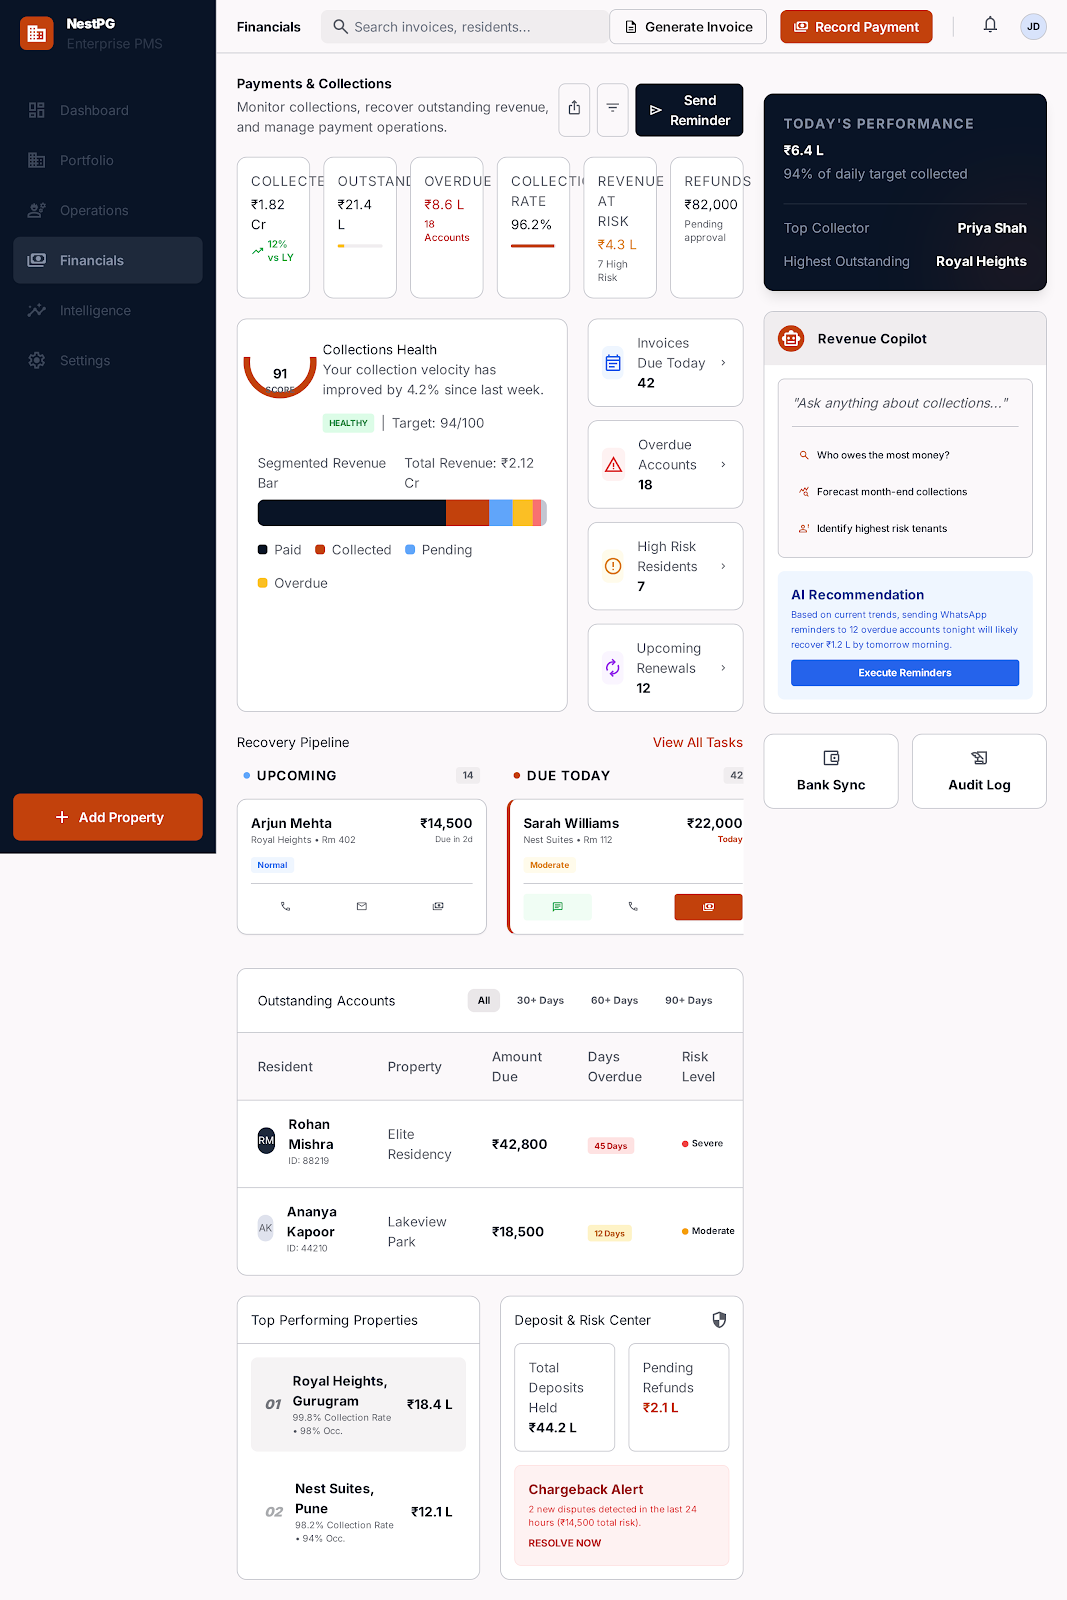 NestPG
Enterprise PMS
Dashboard
Portfolio
Operations
Financials
Intelligence
Settings
Add Property
Financials
Search invoices, residents...
Generate Invoice
Record Payment
JD
Payments & Collections
Monitor collections, recover outstanding revenue,
and manage payment operations.
Send
Reminder
COLLECTE
₹1.82
Cr
12%
vs LY
OUTSTAND
₹21.4
L
OVERDUE
₹8.6 L
18
Accounts
COLLECTIO
RATE
96.2%
REVENUE
AT
RISK
₹4.3 L
7 High
Risk
REFUNDS
₹82,000
Pending
approval
91
SCORE
Collections Health
Your collection velocity has
improved by 4.2% since last week.
HEALTHY
| Target: 94/100
Segmented Revenue
Bar
Total Revenue: ₹2.12
Cr
Paid
Collected
Pending
Overdue
Invoices
Due Today
42
Overdue
Accounts
18
High Risk
Residents
7
Upcoming
Renewals
12
Recovery Pipeline
View All Tasks
UPCOMING
14
Arjun Mehta
₹14,500
Royal Heights • Rm 402
Due in 2d
Normal
DUE TODAY
42
Sarah Williams
₹22,000
Nest Suites • Rm 112
Today
Moderate
Outstanding Accounts
All
30+ Days
60+ Days
90+ Days
Resident
Property
Amount
Due
Days
Overdue
Risk
Level
RM
Rohan
Mishra
ID: 88219
Elite
Residency
₹42,800
45 Days
Severe
AK
Ananya
Kapoor
ID: 44210
Lakeview
Park
₹18,500
12 Days
Moderate
Top Performing Properties
01
Royal Heights,
Gurugram
99.8% Collection Rate
• 98% Occ.
₹18.4 L
02
Nest Suites,
Pune
98.2% Collection Rate
• 94% Occ.
₹12.1 L
Deposit & Risk Center
Total
Deposits
Held
₹44.2 L
Pending
Refunds
₹2.1 L
Chargeback Alert
2 new disputes detected in the last 24
hours (₹14,500 total risk).
RESOLVE NOW
TODAY'S PERFORMANCE
₹6.4 L
94% of daily target collected
Top Collector
Priya Shah
Highest Outstanding
Royal Heights
Revenue Copilot
"Ask anything about collections..."
Who owes the most money?
Forecast month-end collections
Identify highest risk tenants
AI Recommendation
Based on current trends, sending WhatsApp
reminders to 12 overdue accounts tonight will likely
recover ₹1.2 L by tomorrow morning.
Execute Reminders
Bank Sync
Audit Log